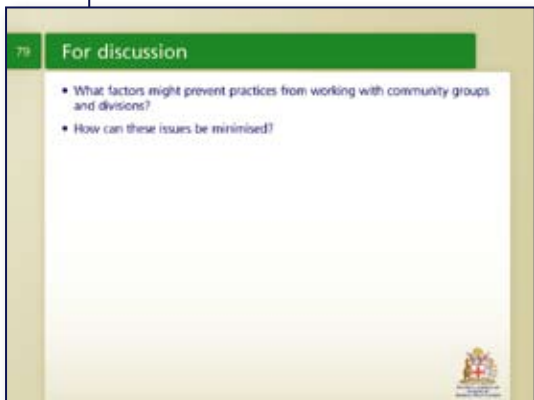 79
For discussion
• What factors might prevent practices from working with community groups
and divisions?
• How can these issues be minimised?